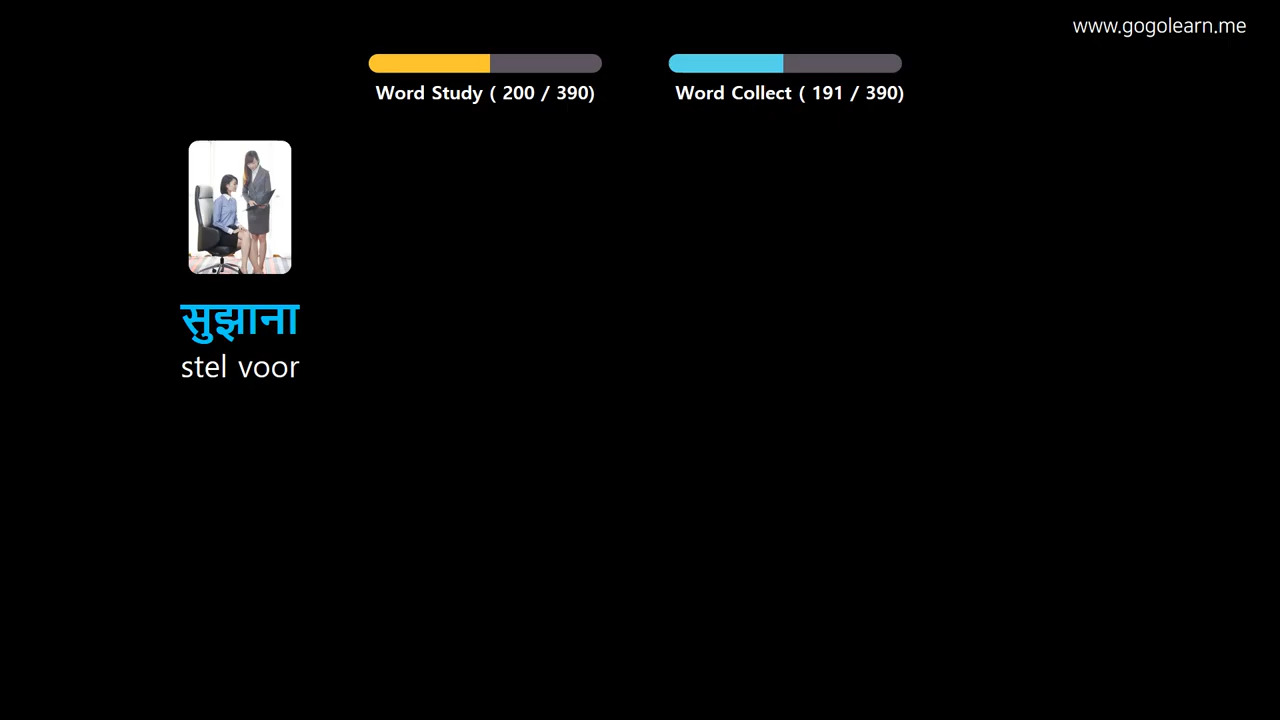 www.gogolearn.me
Word Study ( 200 / 390)
Word Collect ( 191 / 390)
सुझाना
stel voor